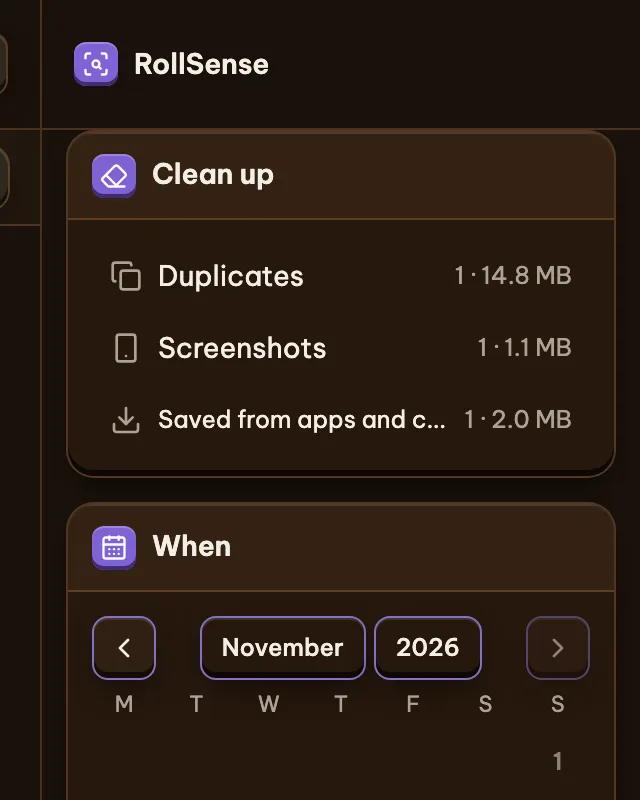 RollSense
Clean up
Duplicates 1 · 14.8 MB
Screenshots 1 · 1.1 MB
Saved from apps and c... 1 · 2.0 MB
When
November 2026
M T W T F S S
1